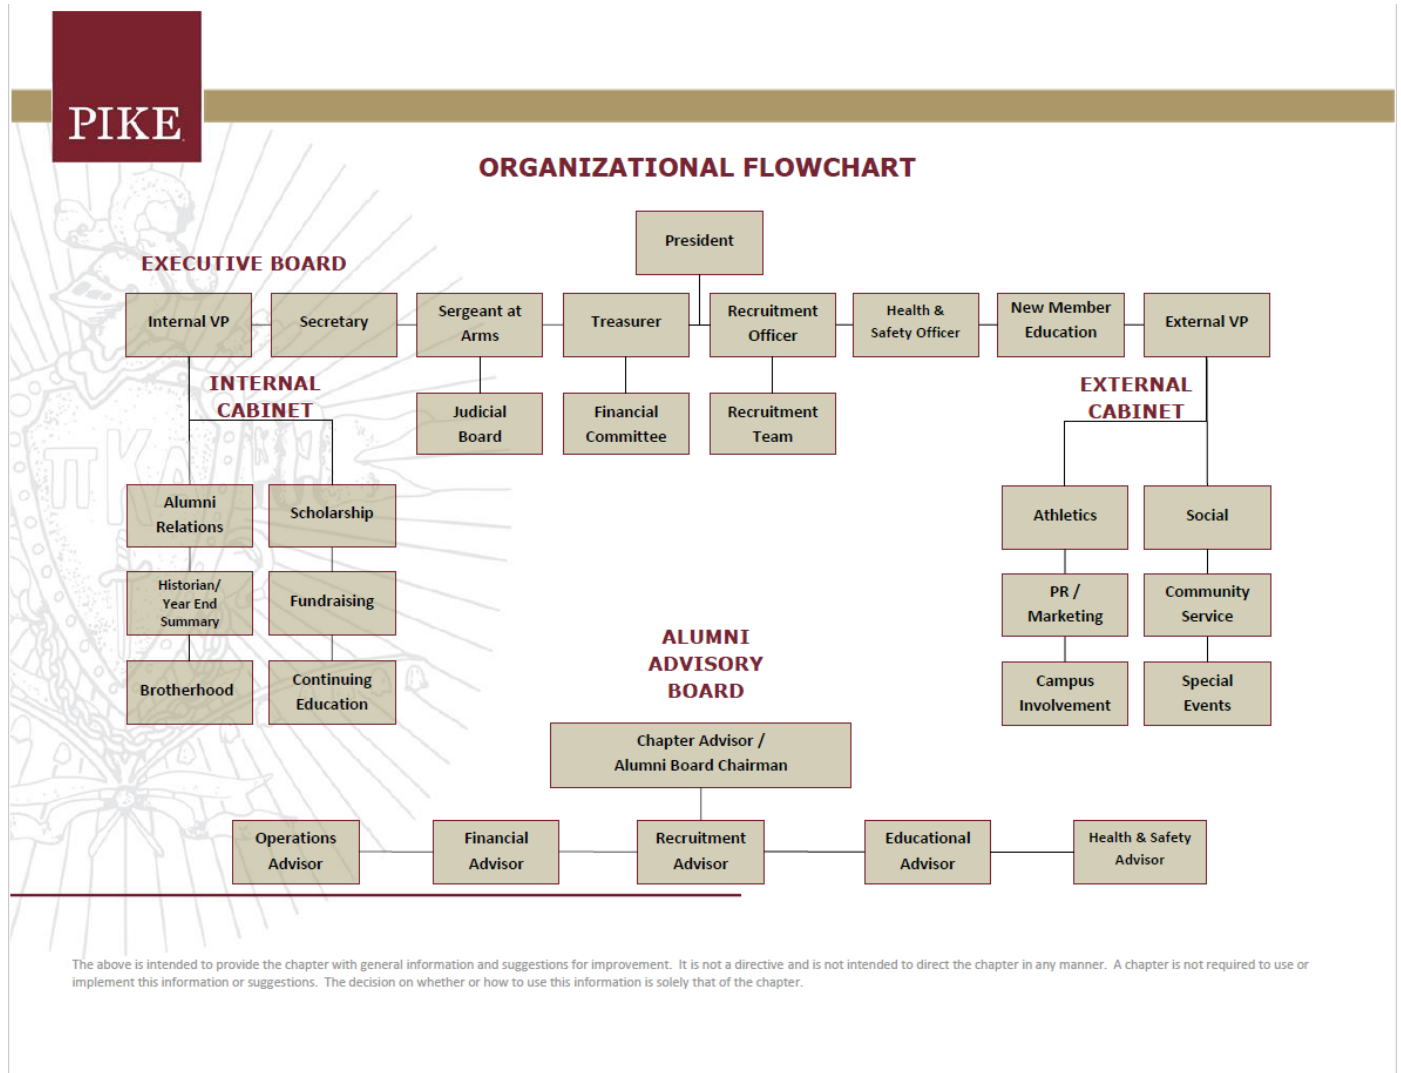 PIKE
ORGANIZATIONAL FLOWCHART
President
EXECUTIVE BOARD
Internal VP
Secretary
Sergeant at
Arms
Treasurer
Recruitment
Officer
Health &
Safety Officer
New Member
Education
External VP
INTERNAL
CABINET
Judicial
Board
Financial
Committee
Recruitment
Team
EXTERNAL
CABINET
Alumni
Relations
Scholarship
Athletics
Social
Historian/
Year End
Summary
Fundraising
PR /
Marketing
Community
Service
Brotherhood
Continuing
Education
Campus
Involvement
Special
Events
ALUMNI
ADVISORY
BOARD
Chapter Advisor /
Alumni Board Chairman
Operations
Advisor
Financial
Advisor
Recruitment
Advisor
Educational
Advisor
Health & Safety
Advisor
The above is intended to provide the chapter with general information and suggestions for improvement.  It is not a directive and is not intended to direct the chapter in any manner.  A chapter is not required to use or
implement this information or suggestions.  The decision on whether or how to use this information is solely that of the chapter.
ΠΚΑ